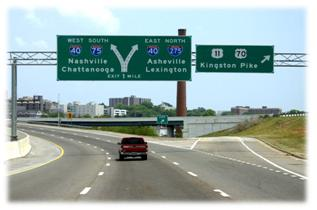 WEST SOUTH
40 75
Nashville
Chattanooga
EXIT 1 MILE
EAST NORTH
40 275
Asheville
Lexington
11 70
Kingston Pike